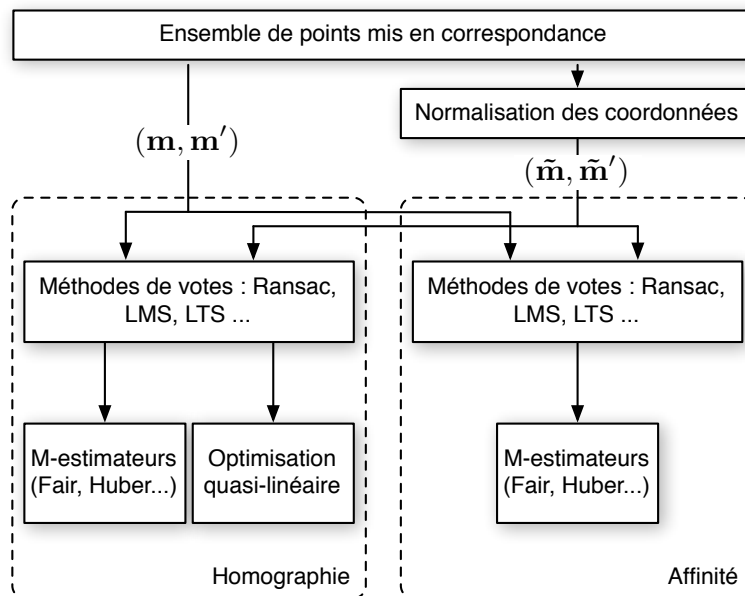 Ensemble de points mis en correspondance
Normalisation des coordonnées
(m, m′)
(m̃, m̃′)
Méthodes de votes : Ransac,
LMS, LTS ...
Méthodes de votes : Ransac,
LMS, LTS ...
M-estimateurs
(Fair, Huber...)
Optimisation
quasi-linéaire
M-estimateurs
(Fair, Huber...)
Homographie
Affinité